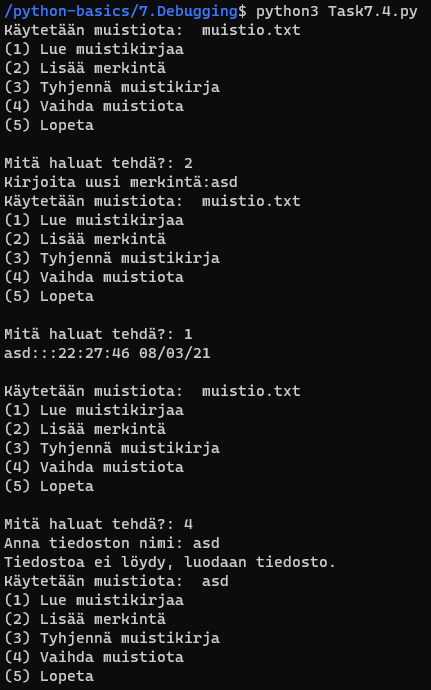 /python-basics/7.Debugging$ python3 Task7.4.py
Käytetään muistiota:  muistio.txt
(1) Lue muistikirjaa
(2) Lisää merkintä
(3) Tyhjennä muistikirja
(4) Vaihda muistiota
(5) Lopeta
Mitä haluat tehdä?: 2
Kirjoita uusi merkintä:asd
Käytetään muistiota:  muistio.txt
(1) Lue muistikirjaa
(2) Lisää merkintä
(3) Tyhjennä muistikirja
(4) Vaihda muistiota
(5) Lopeta
Mitä haluat tehdä?: 1
asd:::22:27:46 08/03/21
Käytetään muistiota:  muistio.txt
(1) Lue muistikirjaa
(2) Lisää merkintä
(3) Tyhjennä muistikirja
(4) Vaihda muistiota
(5) Lopeta
Mitä haluat tehdä?: 4
Anna tiedoston nimi: asd
Tiedostoa ei löydy, luodaan tiedosto.
Käytetään muistiota:  asd
(1) Lue muistikirjaa
(2) Lisää merkintä
(3) Tyhjennä muistikirja
(4) Vaihda muistiota
(5) Lopeta